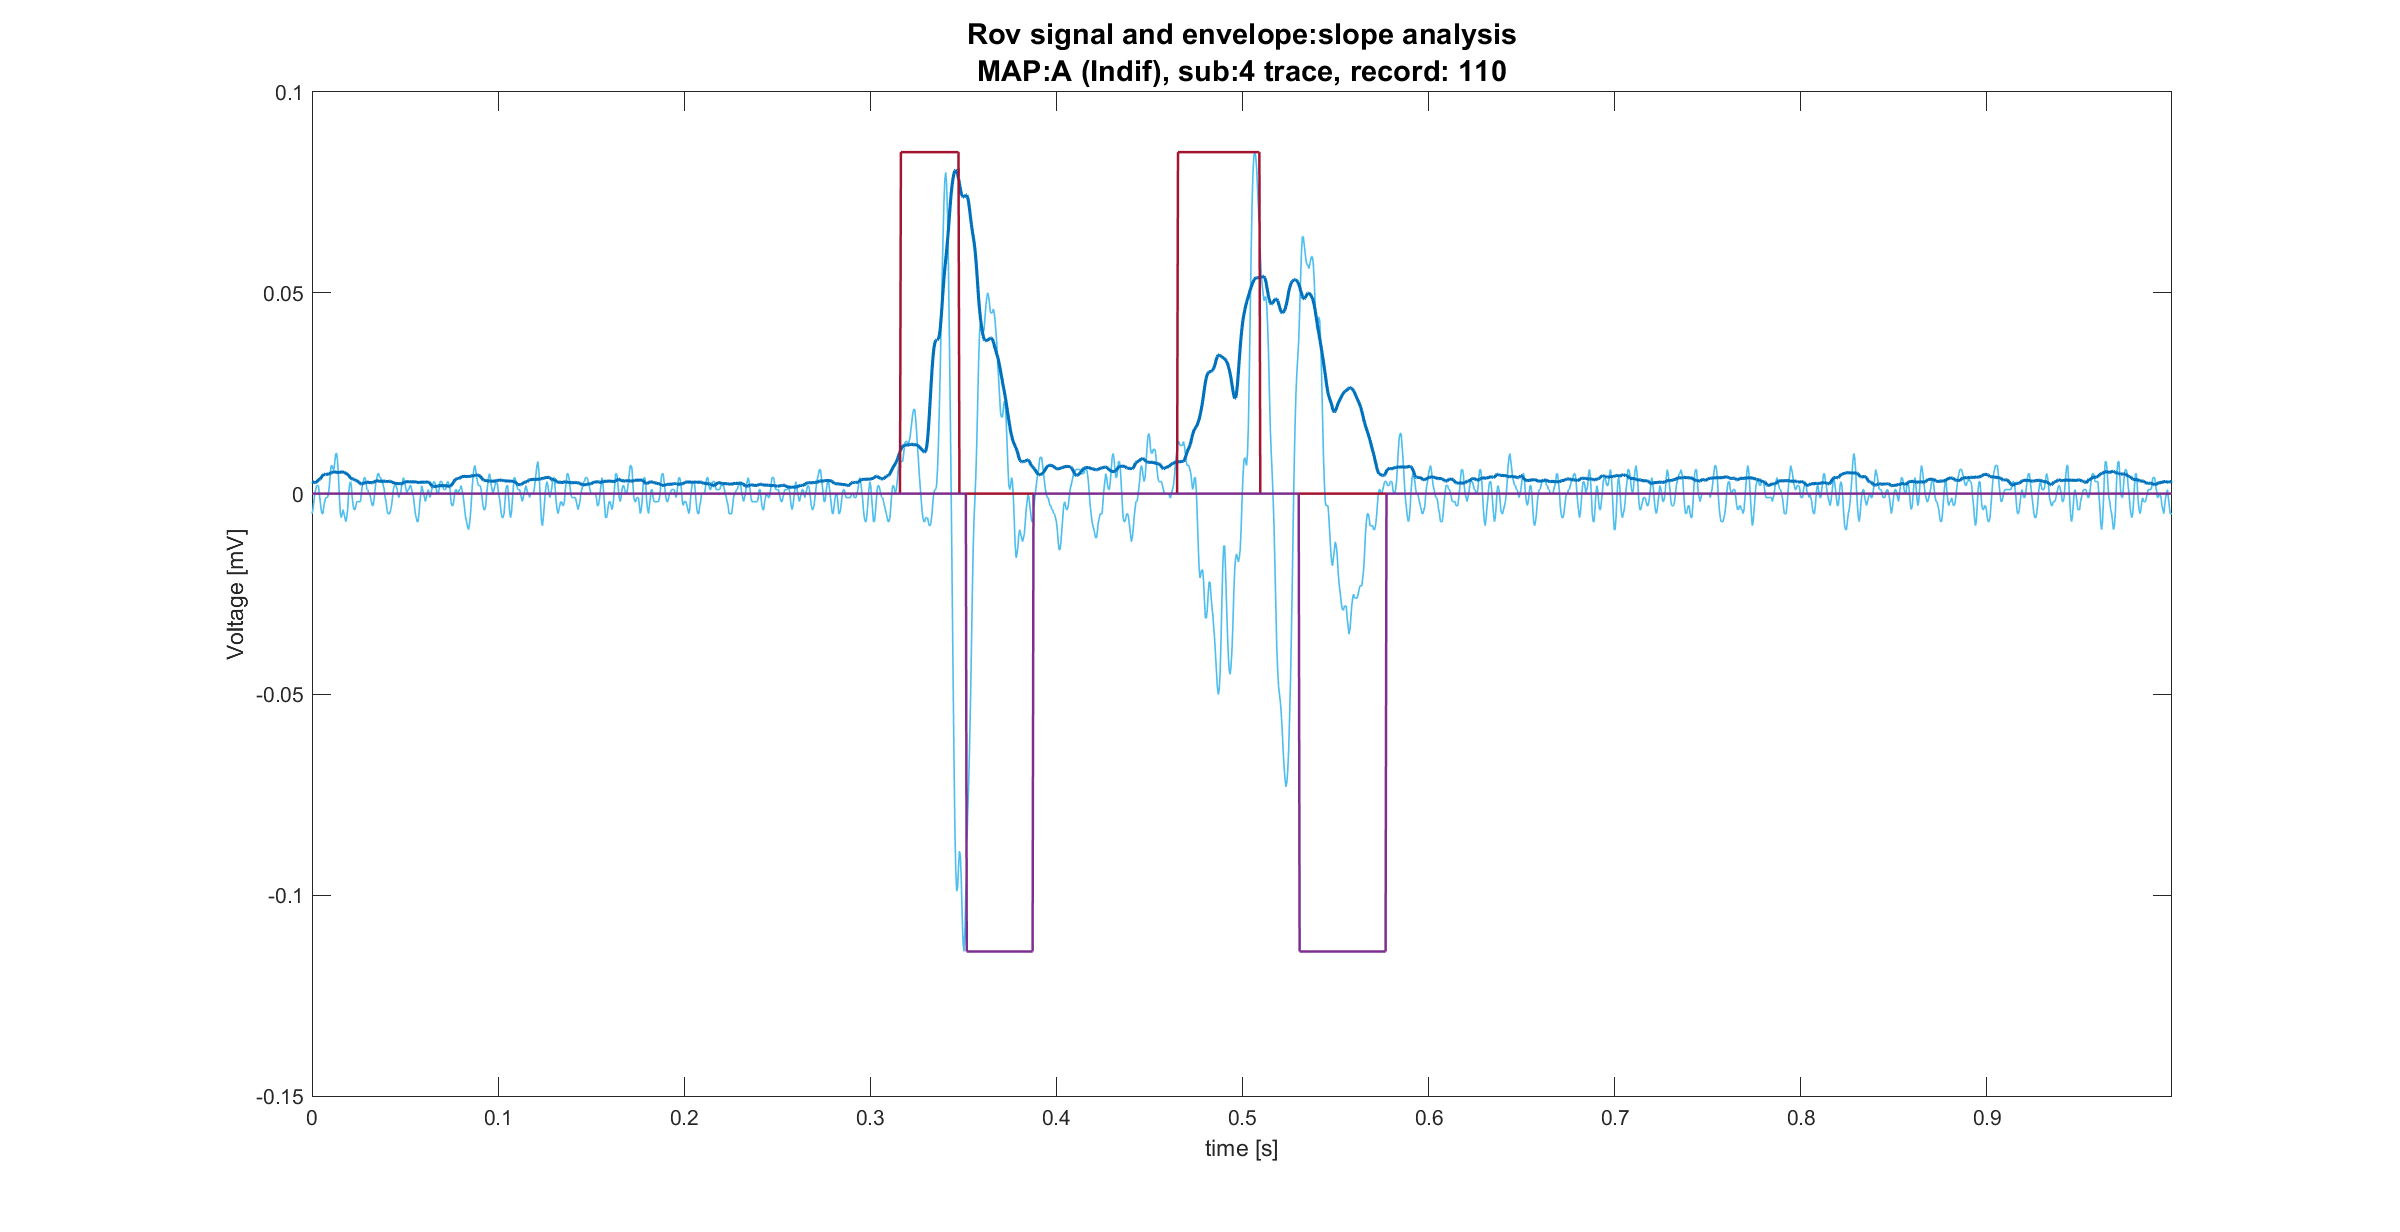 Rov signal and envelope:slope analysis
MAP:A (Indif), sub:4 trace, record: 110
0.1
0.05
0
-0.05
-0.1
-0.15
Voltage [mV]
0 0.1 0.2 0.3 0.4 0.5 0.6 0.7 0.8 0.9
time [s]